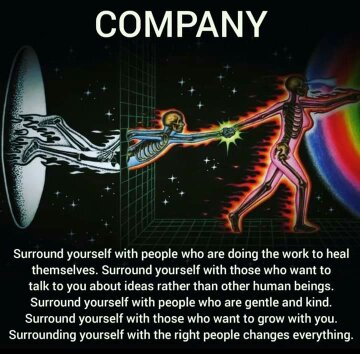 COMPANY
Surround yourself with people who are doing the work to heal
themselves. Surround yourself with those who want to
talk to you about ideas rather than other human beings.
Surround yourself with people who are gentle and kind.
Surround yourself with those who want to grow with you.
Surrounding yourself with the right people changes everything.